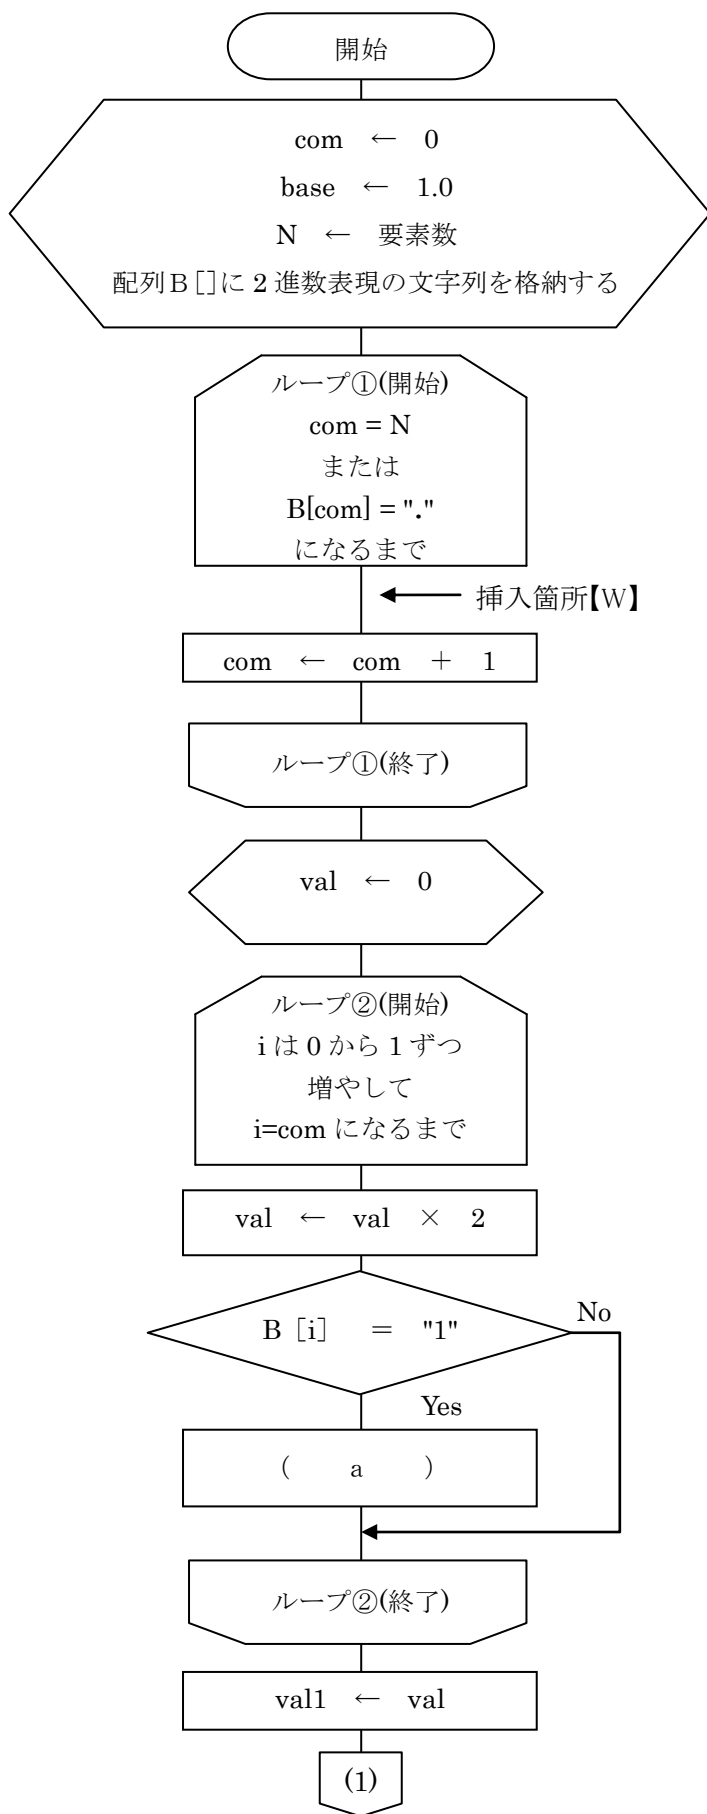 開始
com ← 0
base ← 1.0
N ← 要素数
配列B［］に2進数表現の文字列を格納する
ループ①(開始)
com = N
または
B[com] = "."
になるまで
挿入箇所【W】
com ← com ＋ 1
ループ①(終了)
val ← 0
ループ②(開始)
iは0から1ずつ
増やして
i=comになるまで
val ← val × 2
B［i］ ＝ "1"
No
Yes
（ a ）
ループ②(終了)
val1 ← val
(1)